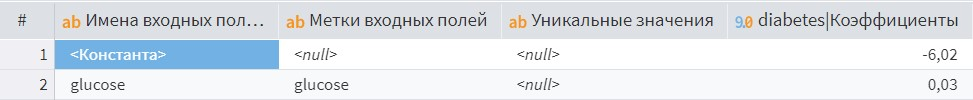 # ab Имена входных пол... ab Метки входных полей ab Уникальные значения 9.0 diabetes|Коэффициенты
1 <Константа> <null> <null> -6,02
2 glucose glucose <null> 0,03